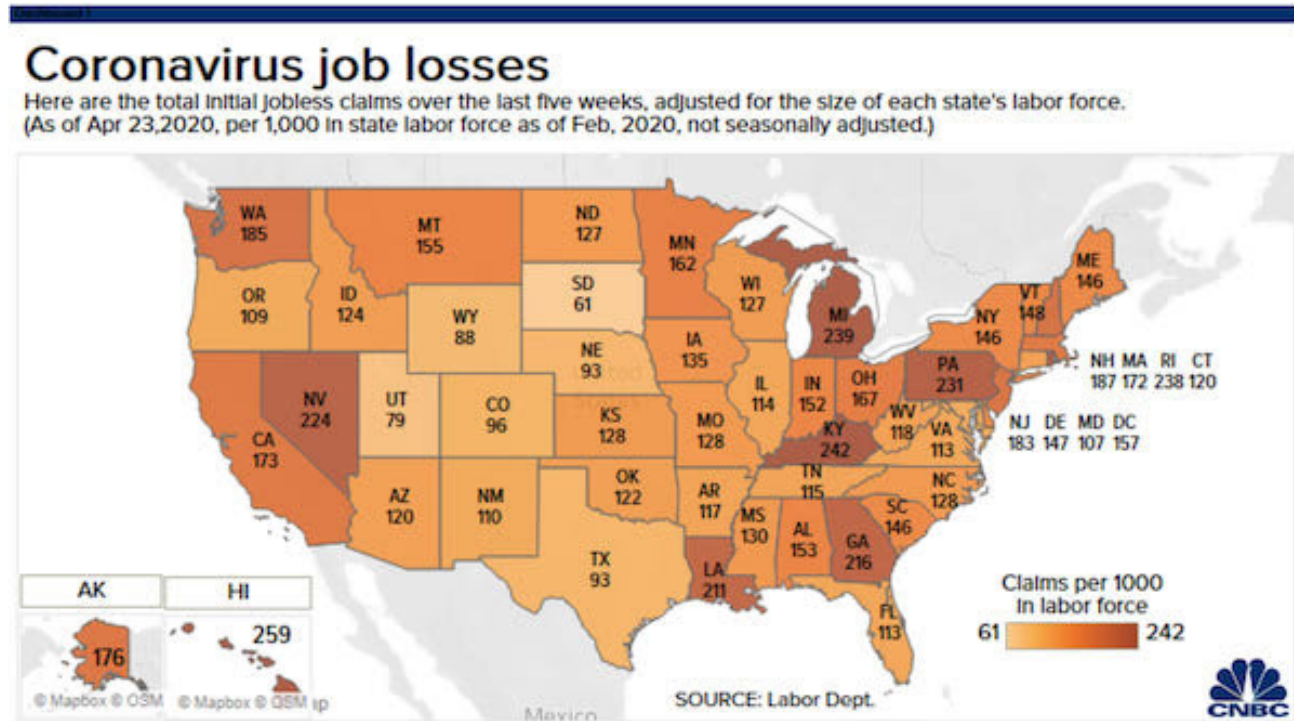 Dashboard 1
Coronavirus job losses
Here are the total initial jobless claims over the last five weeks, adjusted for the size of each state's labor force.
(As of Apr 23,2020, per 1,000 in state labor force as of Feb, 2020, not seasonally adjusted.)
WA
185
MT
155
ND
127
MN
162
OR
109
ID
124
WY
88
SD
61
WI
127
MI
239
NY
146
VT
148
ME
146
NH MA RI CT
187 172 238 120
NV
224
UT
79
CO
96
NE
93
IA
135
IL
114
IN
152
OH
167
PA
231
NJ DE MD DC
183 147 107 157
CA
173
KS
128
MO
128
KY
242
WV
118
VA
113
AZ
120
NM
110
OK
122
AR
117
TN
115
NC
128
SC
146
TX
93
LA
211
MS
130
AL
153
GA
216
FL
113
United
States
AK
176
© Mapbox © OSM
HI
259
© Mapbox © OSM
Mexico
Claims per 1000
in labor force
61 242
SOURCE: Labor Dept.
CNBC